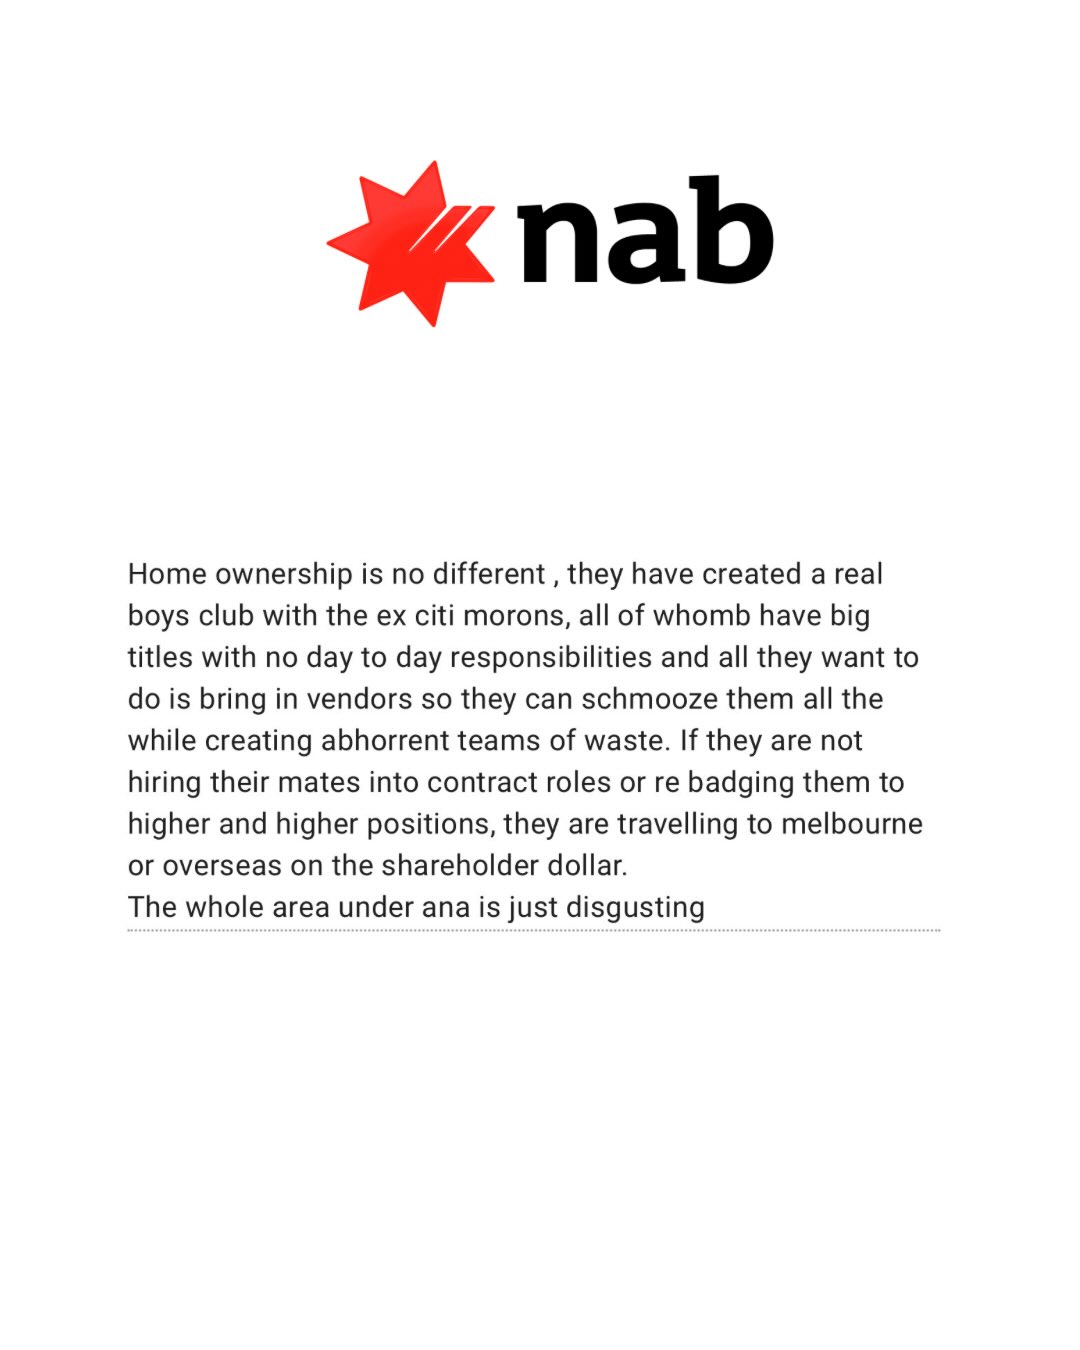 nab
Home ownership is no different , they have created a real
boys club with the ex citi morons, all of whomb have big
titles with no day to day responsibilities and all they want to
do is bring in vendors so they can schmooze them all the
while creating abhorrent teams of waste. If they are not
hiring their mates into contract roles or re badging them to
higher and higher positions, they are travelling to melbourne
or overseas on the shareholder dollar.
The whole area under ana is just disgusting